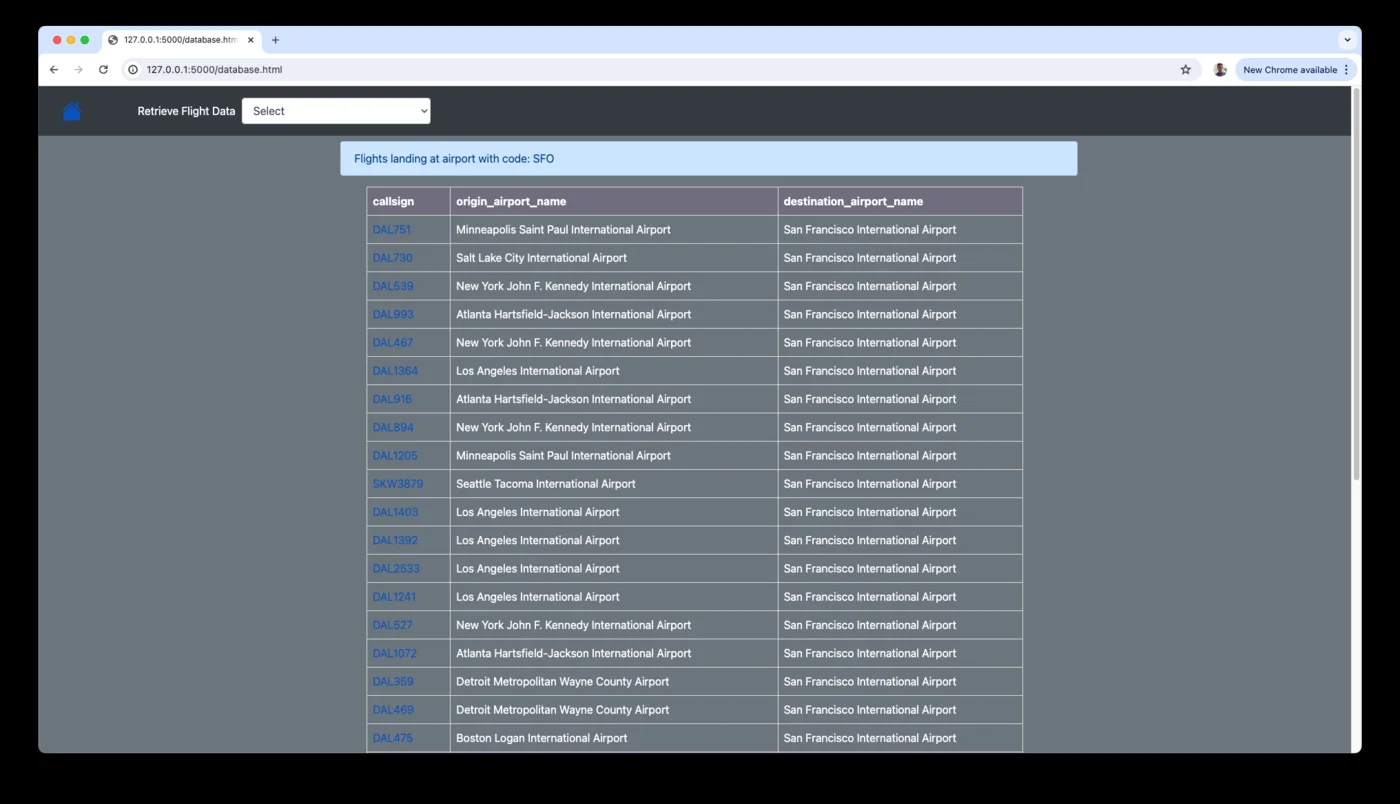 127.0.0.1:5000/database.htm
127.0.0.1:5000/database.html
New Chrome available
Retrieve Flight Data Select
Flights landing at airport with code: SFO
callsign origin_airport_name destination_airport_name
DAL751 Minneapolis Saint Paul International Airport San Francisco International Airport
DAL730 Salt Lake City International Airport San Francisco International Airport
DAL539 New York John F. Kennedy International Airport San Francisco International Airport
DAL993 Atlanta Hartsfield-Jackson International Airport San Francisco International Airport
DAL467 New York John F. Kennedy International Airport San Francisco International Airport
DAL1364 Los Angeles International Airport San Francisco International Airport
DAL916 Atlanta Hartsfield-Jackson International Airport San Francisco International Airport
DAL894 New York John F. Kennedy International Airport San Francisco International Airport
DAL1205 Minneapolis Saint Paul International Airport San Francisco International Airport
SKW3879 Seattle Tacoma International Airport San Francisco International Airport
DAL1403 Los Angeles International Airport San Francisco International Airport
DAL1392 Los Angeles International Airport San Francisco International Airport
DAL2533 Los Angeles International Airport San Francisco International Airport
DAL1241 Los Angeles International Airport San Francisco International Airport
DAL527 New York John F. Kennedy International Airport San Francisco International Airport
DAL1072 Atlanta Hartsfield-Jackson International Airport San Francisco International Airport
DAL359 Detroit Metropolitan Wayne County Airport San Francisco International Airport
DAL469 Detroit Metropolitan Wayne County Airport San Francisco International Airport
DAL475 Boston Logan International Airport San Francisco International Airport